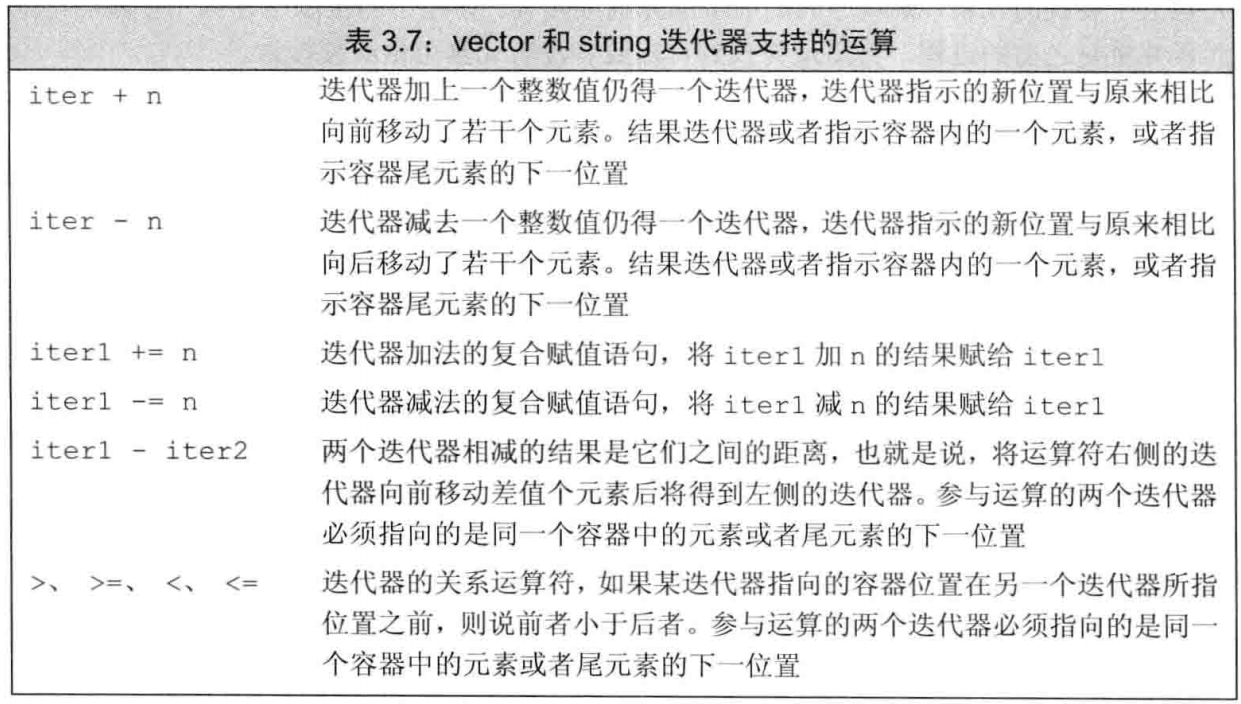 表 3.7：vector 和 string 迭代器支持的运算
iter + n 迭代器加上一个整数值仍得一个迭代器，迭代器指示的新位置与原来相比
向前移动了若干个元素。结果迭代器或者指示容器内的一个元素，或者指
示容器尾元素的下一位置
iter - n 迭代器减去一个整数值仍得一个迭代器，迭代器指示的新位置与原来相比
向后移动了若干个元素。结果迭代器或者指示容器内的一个元素，或者指
示容器尾元素的下一位置
iter1 += n 迭代器加法的复合赋值语句，将 iter1 加 n 的结果赋给 iter1
iter1 -= n 迭代器减法的复合赋值语句，将 iter1 减 n 的结果赋给 iter1
iter1 - iter2 两个迭代器相减的结果是它们之间的距离，也就是说，将运算符右侧的迭
代器向前移动差值个元素后将得到左侧的迭代器。参与运算的两个迭代器
必须指向的是同一个容器中的元素或者尾元素的下一位置
>、 >=、 <、 <= 迭代器的关系运算符，如果某迭代器指向的容器位置在另一个迭代器所指
位置之前，则说前者小于后者。参与运算的两个迭代器必须指向的是同一
个容器中的元素或者尾元素的下一位置